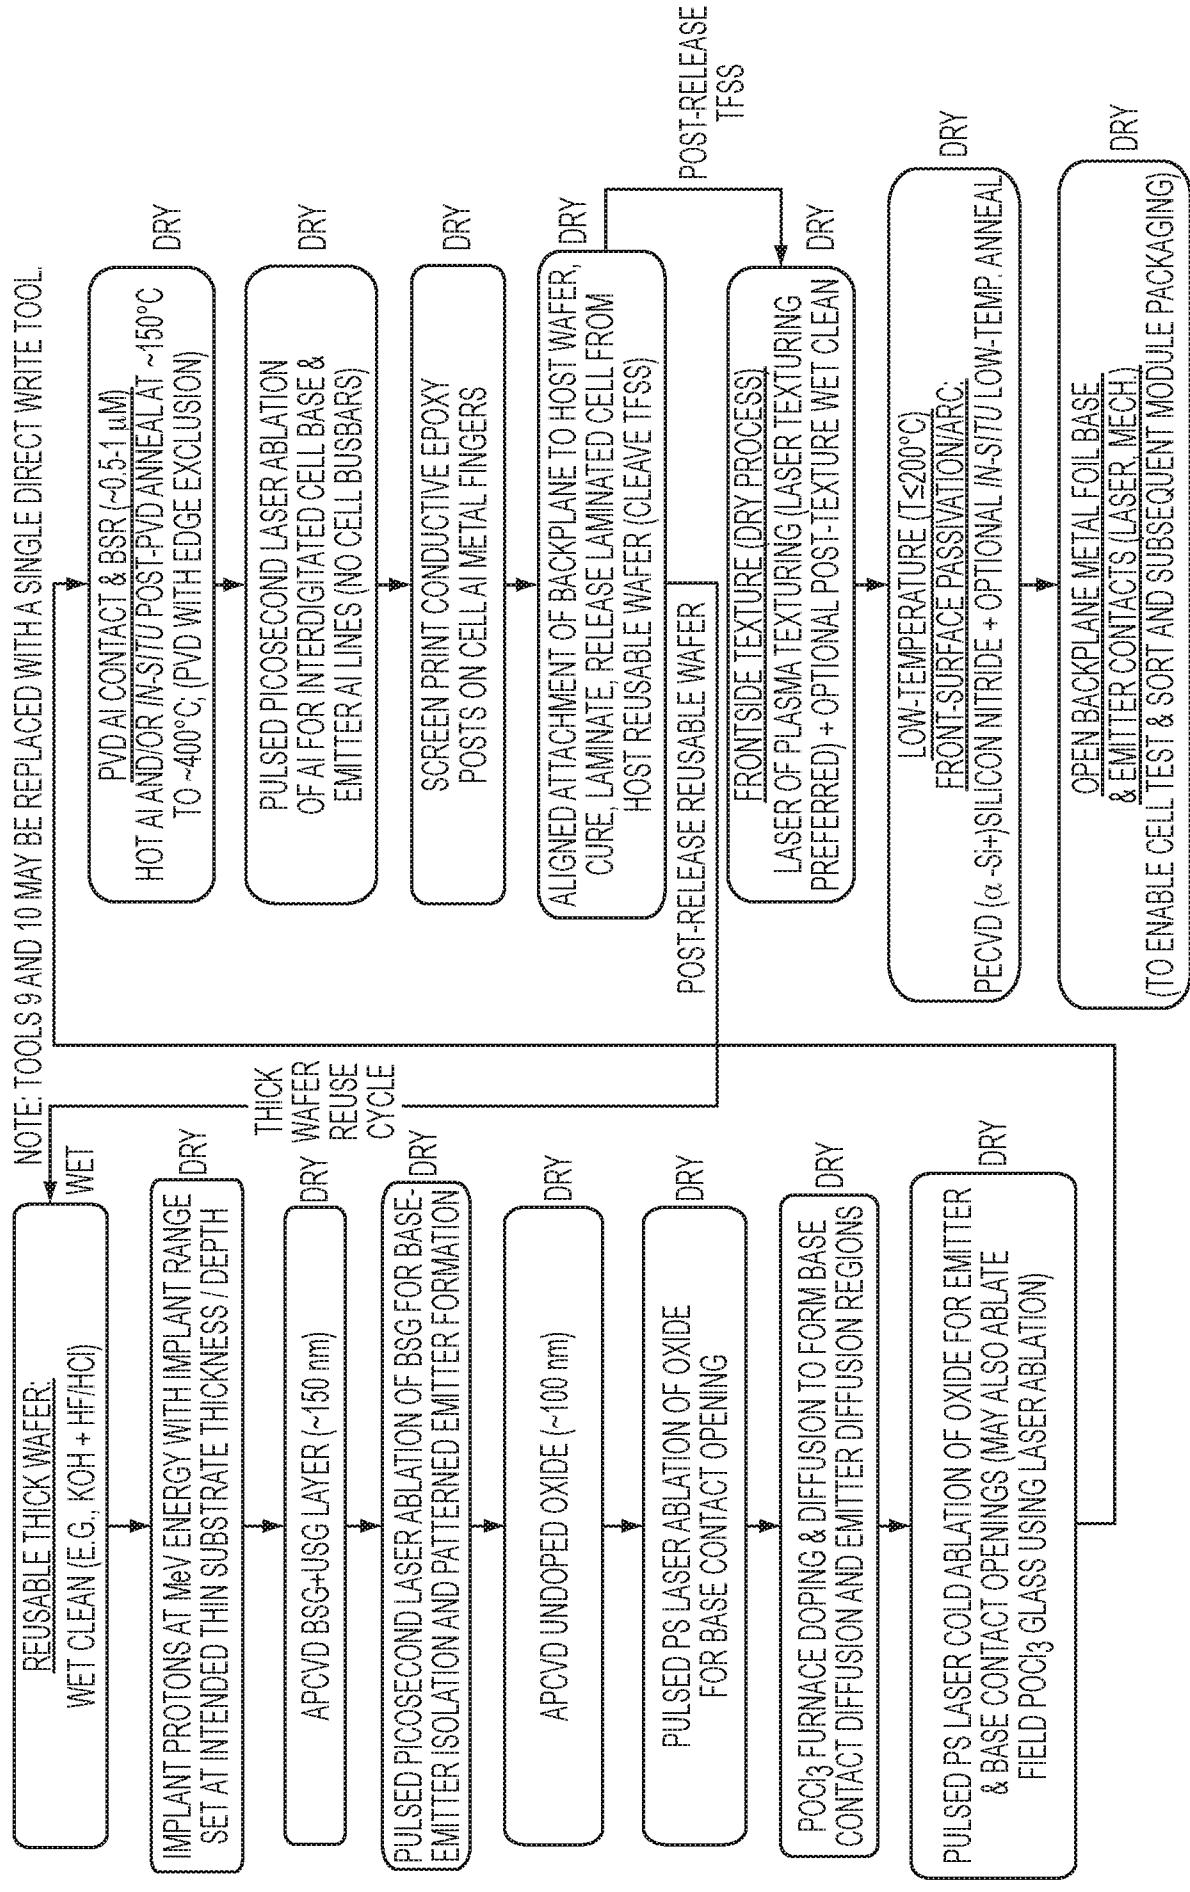 NOTE: TOOLS 9 AND 10 MAY BE REPLACED WITH A SINGLE DIRECT WRITE TOOL.
REUSABLE THICK WAFER:
WET CLEAN (E.G., KOH + HF/HCl)
WET
IMPLANT PROTONS AT MeV ENERGY WITH IMPLANT RANGE
SET AT INTENDED THIN SUBSTRATE THICKNESS / DEPTH
DRY
APCVD BSG+USG LAYER (~150 nm)
DRY
PULSED PICOSECOND LASER ABLATION OF BSG FOR BASE-
EMITTER ISOLATION AND PATTERNED EMITTER FORMATION
DRY
APCVD UNDOPED OXIDE (~100 nm)
DRY
PULSED PS LASER ABLATION OF OXIDE
FOR BASE CONTACT OPENING
DRY
POCl3 FURNACE DOPING & DIFFUSION TO FORM BASE
CONTACT DIFFUSION AND EMITTER DIFFUSION REGIONS
DRY
PULSED PS LASER COLD ABLATION OF OXIDE FOR EMITTER
& BASE CONTACT OPENINGS (MAY ALSO ABLATE
FIELD POCl3 GLASS USING LASER ABLATION)
DRY
THICK
WAFER
REUSE
CYCLE
PVD Al CONTACT & BSR (~0.5-1 µM)
HOT Al AND/OR IN-SITU POST-PVD ANNEAL AT ~150°C
TO ~400°C, (PVD WITH EDGE EXCLUSION)
DRY
PULSED PICOSECOND LASER ABLATION
OF Al FOR INTERDIGITATED CELL BASE &
EMITTER Al LINES (NO CELL BUSBARS)
DRY
SCREEN PRINT CONDUCTIVE EPOXY
POSTS ON CELL Al METAL FINGERS
DRY
ALIGNED ATTACHMENT OF BACKPLANE TO HOST WAFER,
CURE, LAMINATE, RELEASE LAMINATED CELL FROM
HOST REUSABLE WAFER (CLEAVE TFSS)
DRY
POST-RELEASE REUSABLE WAFER
POST-RELEASE
TFSS
FRONTSIDE TEXTURE (DRY PROCESS)
LASER OF PLASMA TEXTURING (LASER TEXTURING
PREFERRED) + OPTIONAL POST-TEXTURE WET CLEAN
DRY
LOW-TEMPERATURE (T≤200°C)
FRONT-SURFACE PASSIVATION/ARC:
PECVD (α -Si+)SILICON NITRIDE + OPTIONAL IN-SITU LOW-TEMP. ANNEAL
DRY
OPEN BACKPLANE METAL FOIL BASE
& EMITTER CONTACTS (LASER, MECH.)
(TO ENABLE CELL TEST & SORT AND SUBSEQUENT MODULE PACKAGING)
DRY